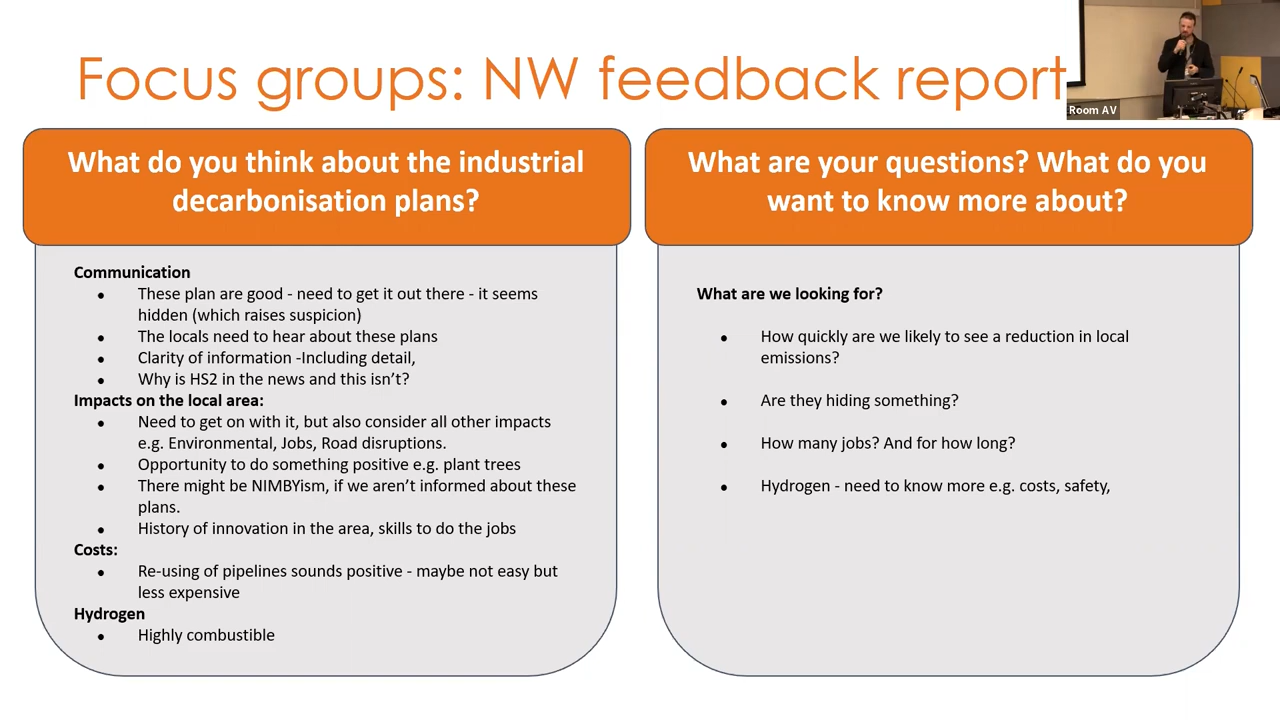 Focus groups: NW feedback report
Room AV
What do you think about the industrial
decarbonisation plans?
Communication
● These plan are good - need to get it out there - it seems
hidden (which raises suspicion)
● The locals need to hear about these plans
● Clarity of information -Including detail,
● Why is HS2 in the news and this isn't?
Impacts on the local area:
● Need to get on with it, but also consider all other impacts
e.g. Environmental, Jobs, Road disruptions.
● Opportunity to do something positive e.g. plant trees
● There might be NIMBYism, if we aren't informed about these
plans.
● History of innovation in the area, skills to do the jobs
Costs:
● Re-using of pipelines sounds positive - maybe not easy but
less expensive
Hydrogen
● Highly combustible
What are your questions? What do you
want to know more about?
What are we looking for?
● How quickly are we likely to see a reduction in local
emissions?
● Are they hiding something?
● How many jobs? And for how long?
● Hydrogen - need to know more e.g. costs, safety,